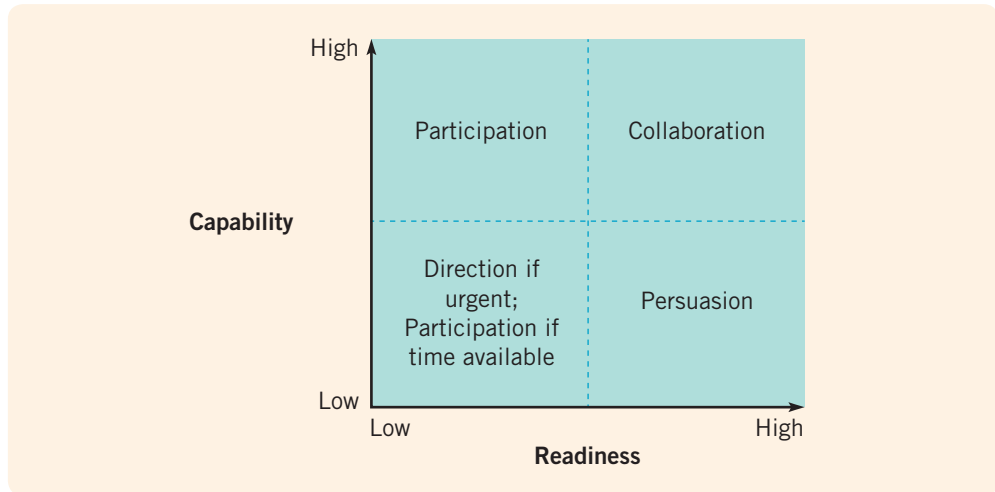 High
Participation
Collaboration
Capability
Direction if
urgent;
Participation if
time available
Persuasion
Low
Low
High
Readiness